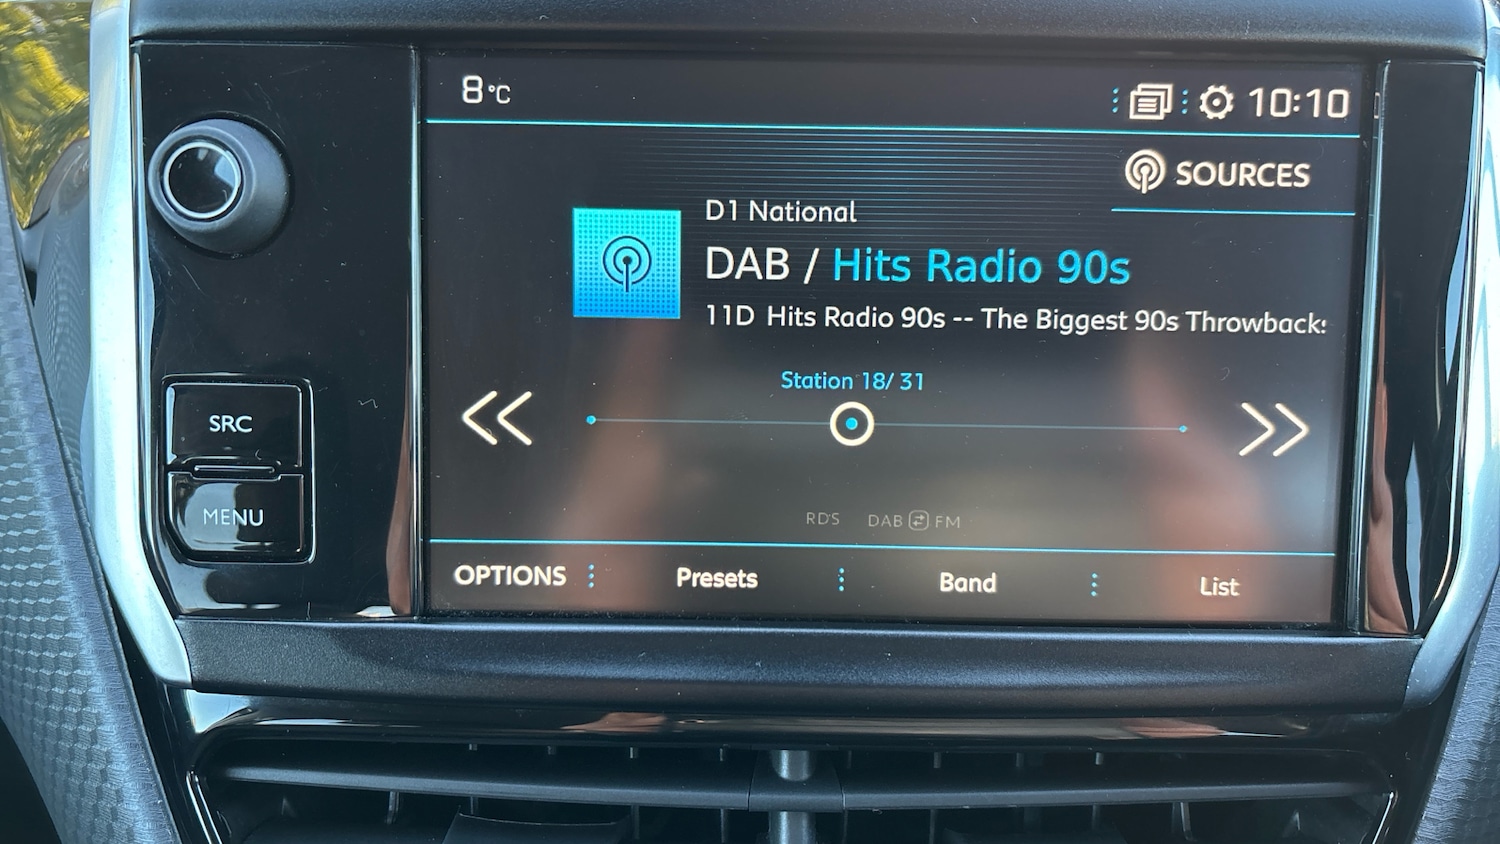 8°C
10:10
SOURCES
D1 National
DAB / Hits Radio 90s
11D Hits Radio 90s -- The Biggest 90s Throwback
Station 18/ 31
SRC
MENU
RDS DAB FM
OPTIONS Presets Band List